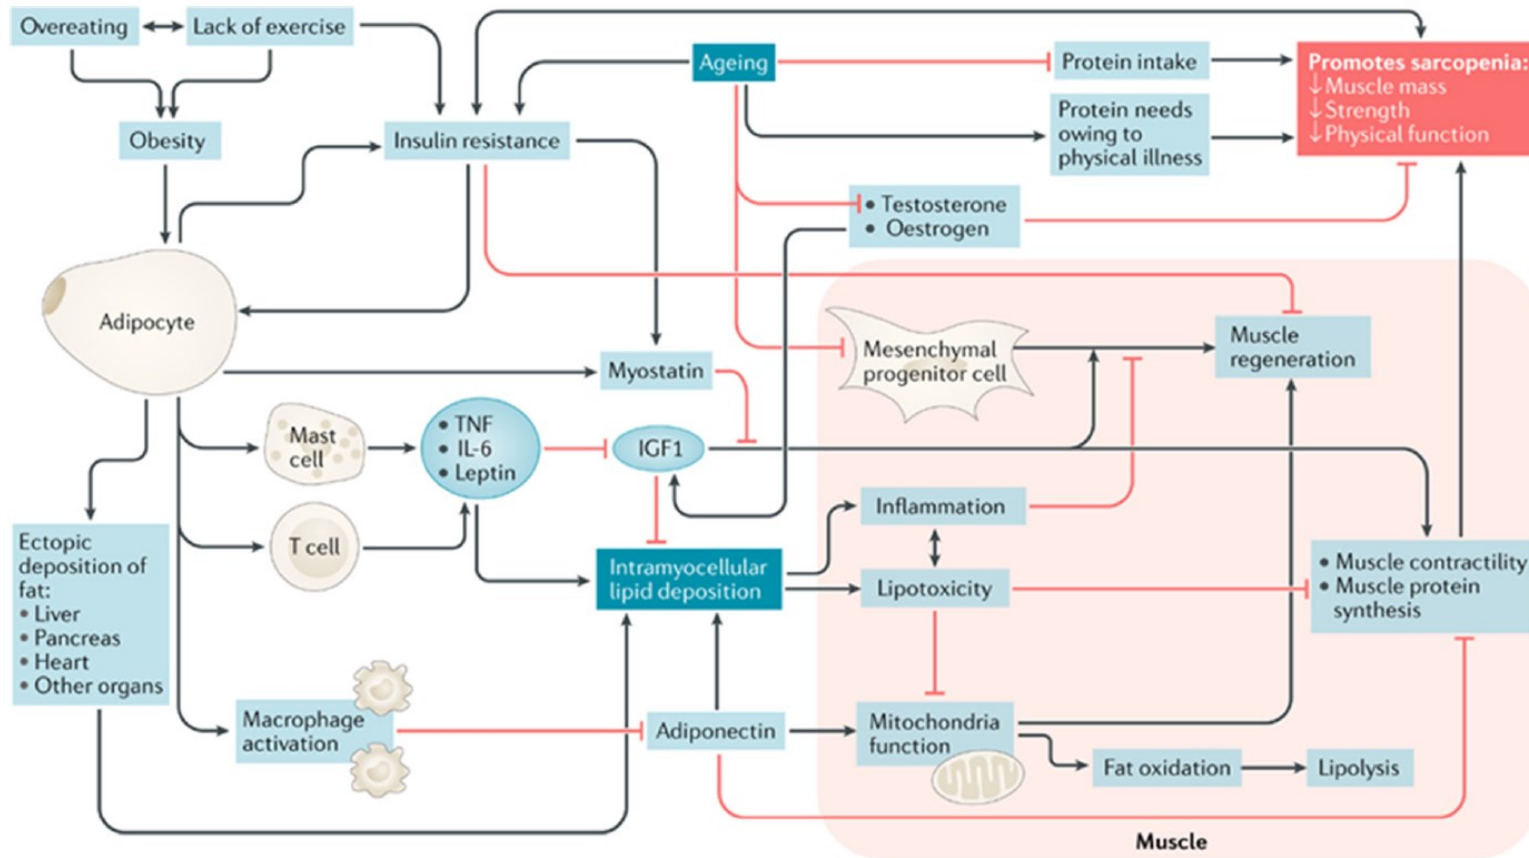 Overeating
Lack of exercise
Ageing
Protein intake
Promotes sarcopenia:
↓ Muscle mass
↓ Strength
↓ Physical function
Protein needs
owing to
physical illness
Obesity
Insulin resistance
• Testosterone
• Oestrogen
Adipocyte
Mesenchymal
progenitor cell
Muscle
regeneration
Myostatin
Mast
cell
• TNF
• IL-6
• Leptin
IGF1
Inflammation
T cell
Ectopic
deposition of
fat:
• Liver
• Pancreas
• Heart
• Other organs
Intramyocellular
lipid deposition
Lipotoxicity
• Muscle contractility
• Muscle protein
synthesis
Macrophage
activation
Adiponectin
Mitochondria
function
Fat oxidation
Lipolysis
Muscle